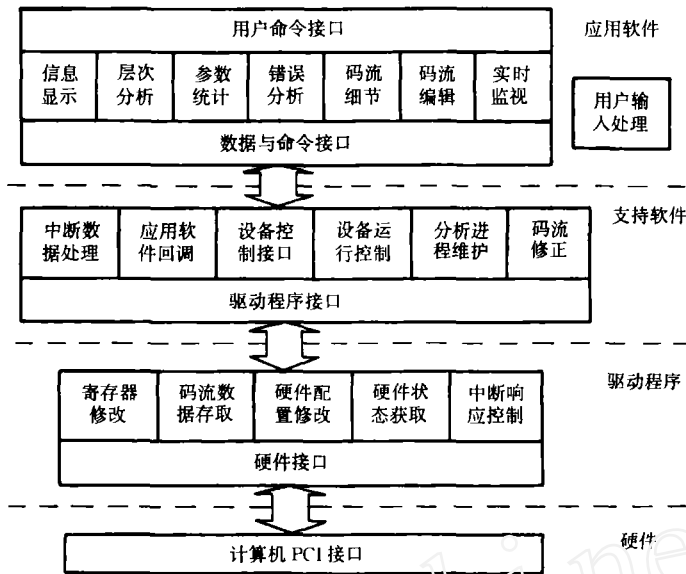 用户命令接口
应用软件
信息 层次 参数 错误 码流 码流 实时
显示 分析 统计 分析 细节 编辑 监视
用户输
入处理
数据与命令接口
支持软件
中断数 应用软 设备控 设备运 分析进 码流
据处理 件回调 制接口 行控制 程维护 修正
驱动程序接口
驱动程序
寄存器 码流数 硬件配 硬件状 中断响
修改 据存取 置修改 态获取 应控制
硬件接口
硬件
计算机 PCI 接口